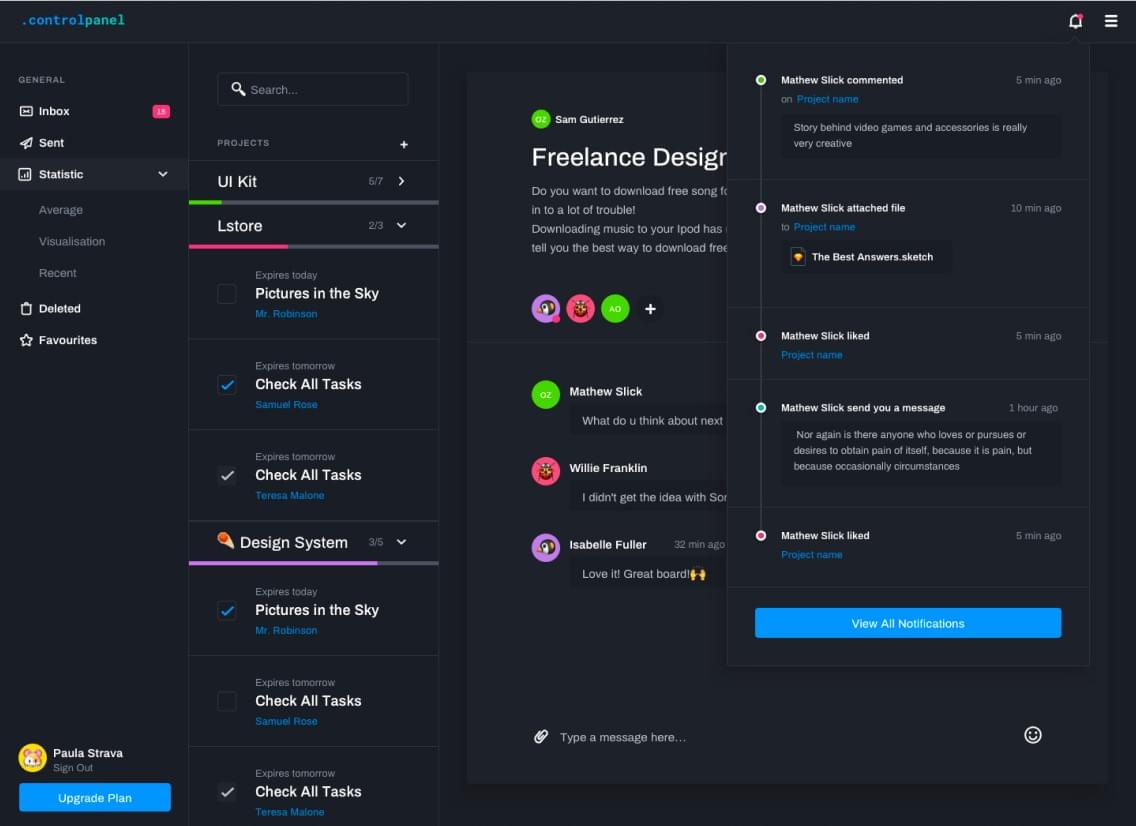 .controlpanel
GENERAL
Inbox
15
Sent
Statistic
Average
Visualisation
Recent
Deleted
Favourites
Paula Strava
Sign Out
Upgrade Plan
Search...
PROJECTS +
UI Kit 5/7
Lstore 2/3
Expires today
Pictures in the Sky
Mr. Robinson
Expires tomorrow
Check All Tasks
Samuel Rose
Expires tomorrow
Check All Tasks
Teresa Malone
Design System 3/5
Expires today
Pictures in the Sky
Mr. Robinson
Expires tomorrow
Check All Tasks
Samuel Rose
Expires tomorrow
Check All Tasks
Teresa Malone
OZ Sam Gutierrez
Freelance Design
Do you want to download free song fo
in to a lot of trouble!
Downloading music to your Ipod has
tell you the best way to download free
AO +
OZ Mathew Slick
What do u think about next
Willie Franklin
I didn't get the idea with Sor
Isabelle Fuller 32 min ago
Love it! Great board!🙌
Type a message here...
Mathew Slick commented 5 min ago
on Project name
Story behind video games and accessories is really
very creative
Mathew Slick attached file 10 min ago
to Project name
The Best Answers.sketch
Mathew Slick liked 5 min ago
Project name
Mathew Slick send you a message 1 hour ago
Nor again is there anyone who loves or pursues or
desires to obtain pain of itself, because it is pain, but
because occasionally circumstances
Mathew Slick liked 5 min ago
Project name
View All Notifications